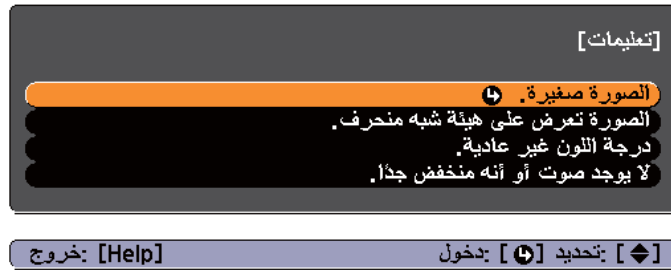 [تعليمات]
الصورة صغيرة.
الصورة تعرض على هيئة شبه منحرف.
درجة اللون غير عادية.
لا يوجد صوت أو أنه منخفض جدًا.
[◆] :تحديد [↵] :دخول [Help] :خروج